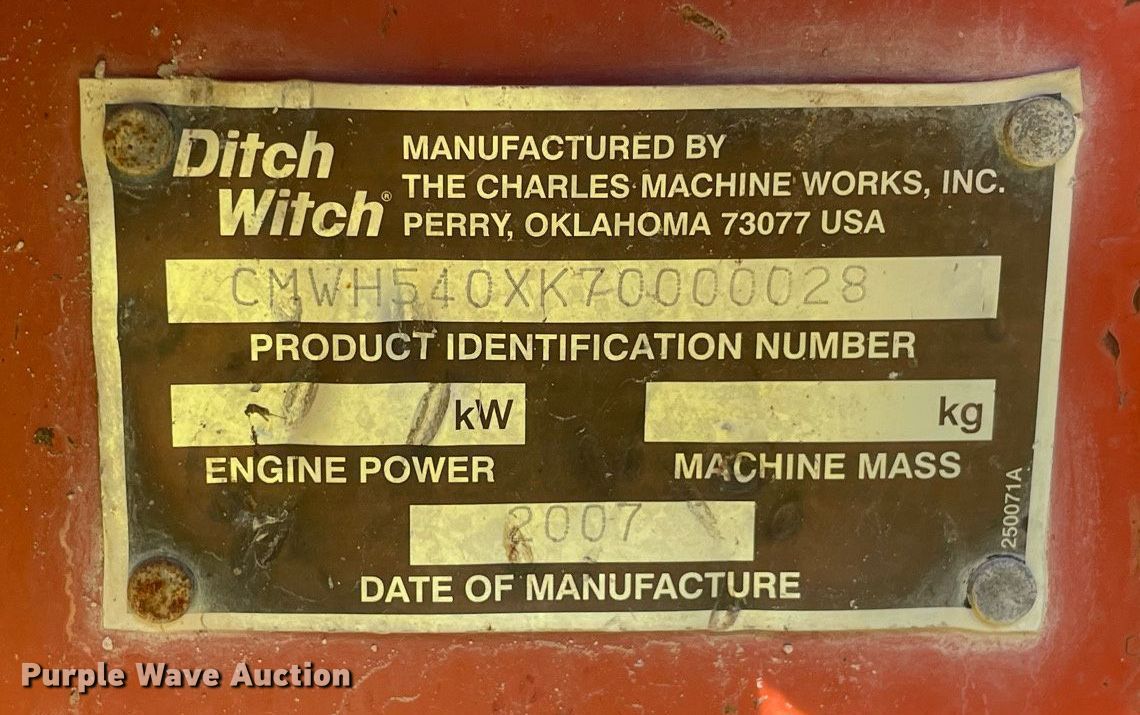 Ditch
Witch®
MANUFACTURED BY
THE CHARLES MACHINE WORKS, INC.
PERRY, OKLAHOMA 73077 USA
CMWH540XK70000028
PRODUCT IDENTIFICATION NUMBER
kW
kg
ENGINE POWER
MACHINE MASS
2007
250071A
DATE OF MANUFACTURE
Purple Wave Auction